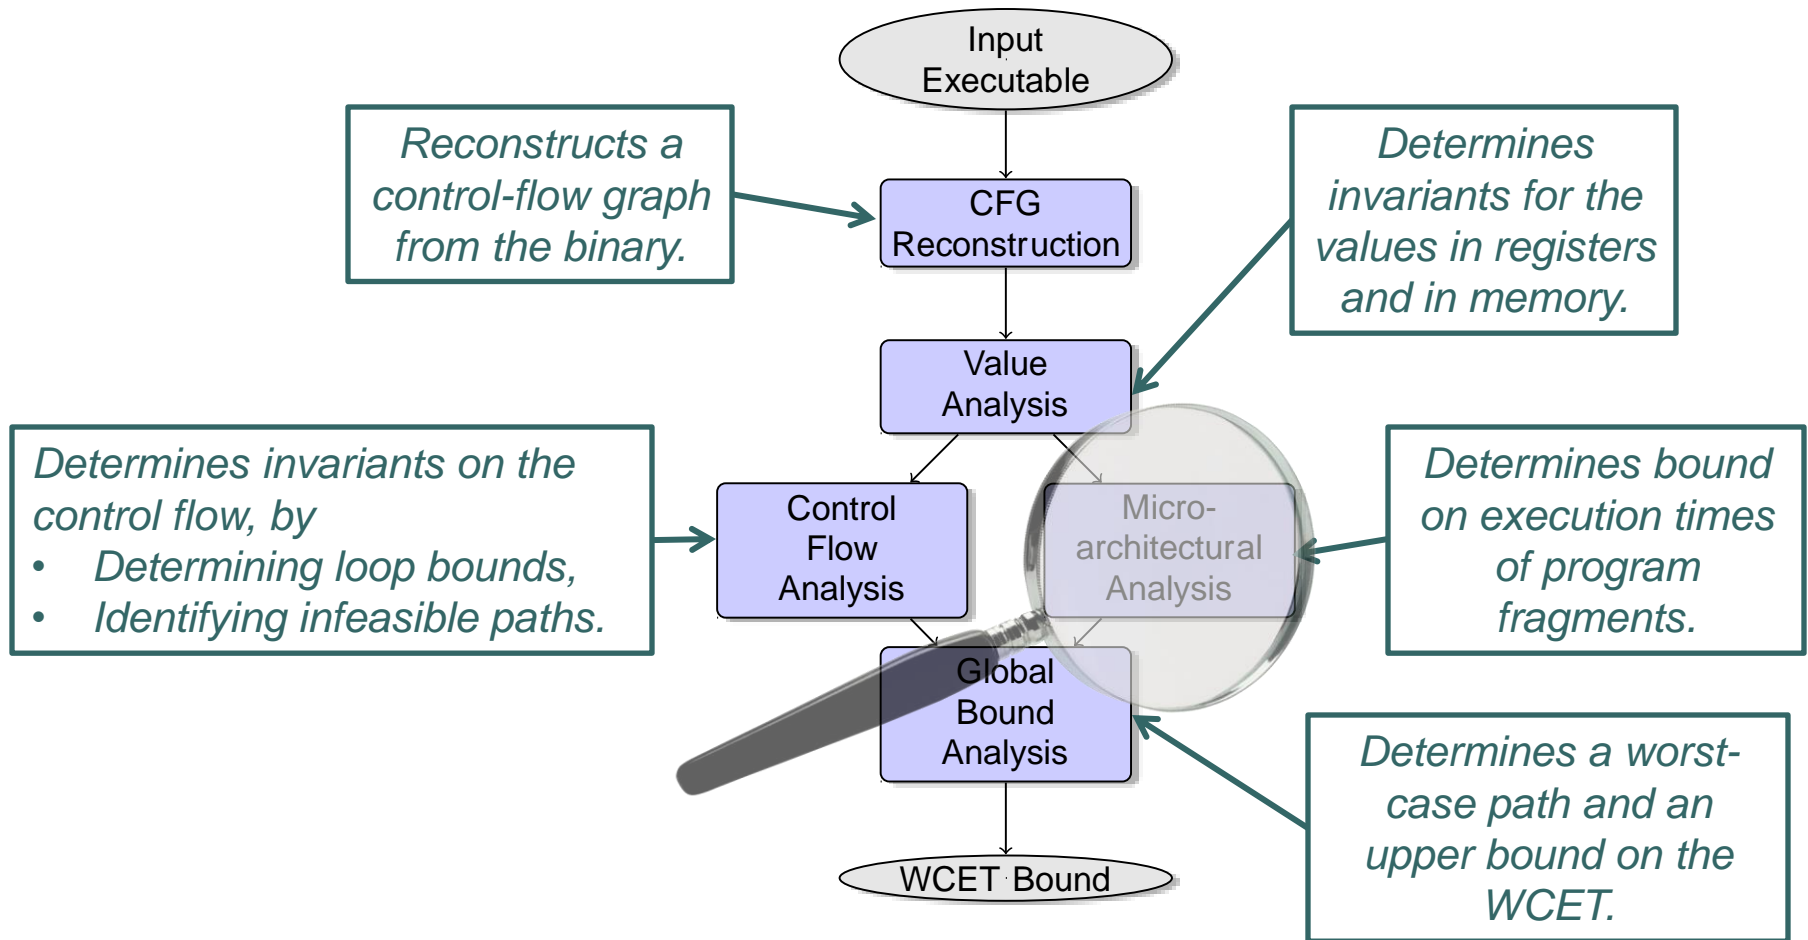 Input
Executable
Reconstructs a
control-flow graph
from the binary.
CFG
Reconstruction
Determines
invariants for the
values in registers
and in memory.
Value
Analysis
Determines invariants on the
control flow, by
• Determining loop bounds,
• Identifying infeasible paths.
Control
Flow
Analysis
Micro-
architectural
Analysis
Determines bound
on execution times
of program
fragments.
Global
Bound
Analysis
Determines a worst-
case path and an
upper bound on the
WCET.
WCET Bound